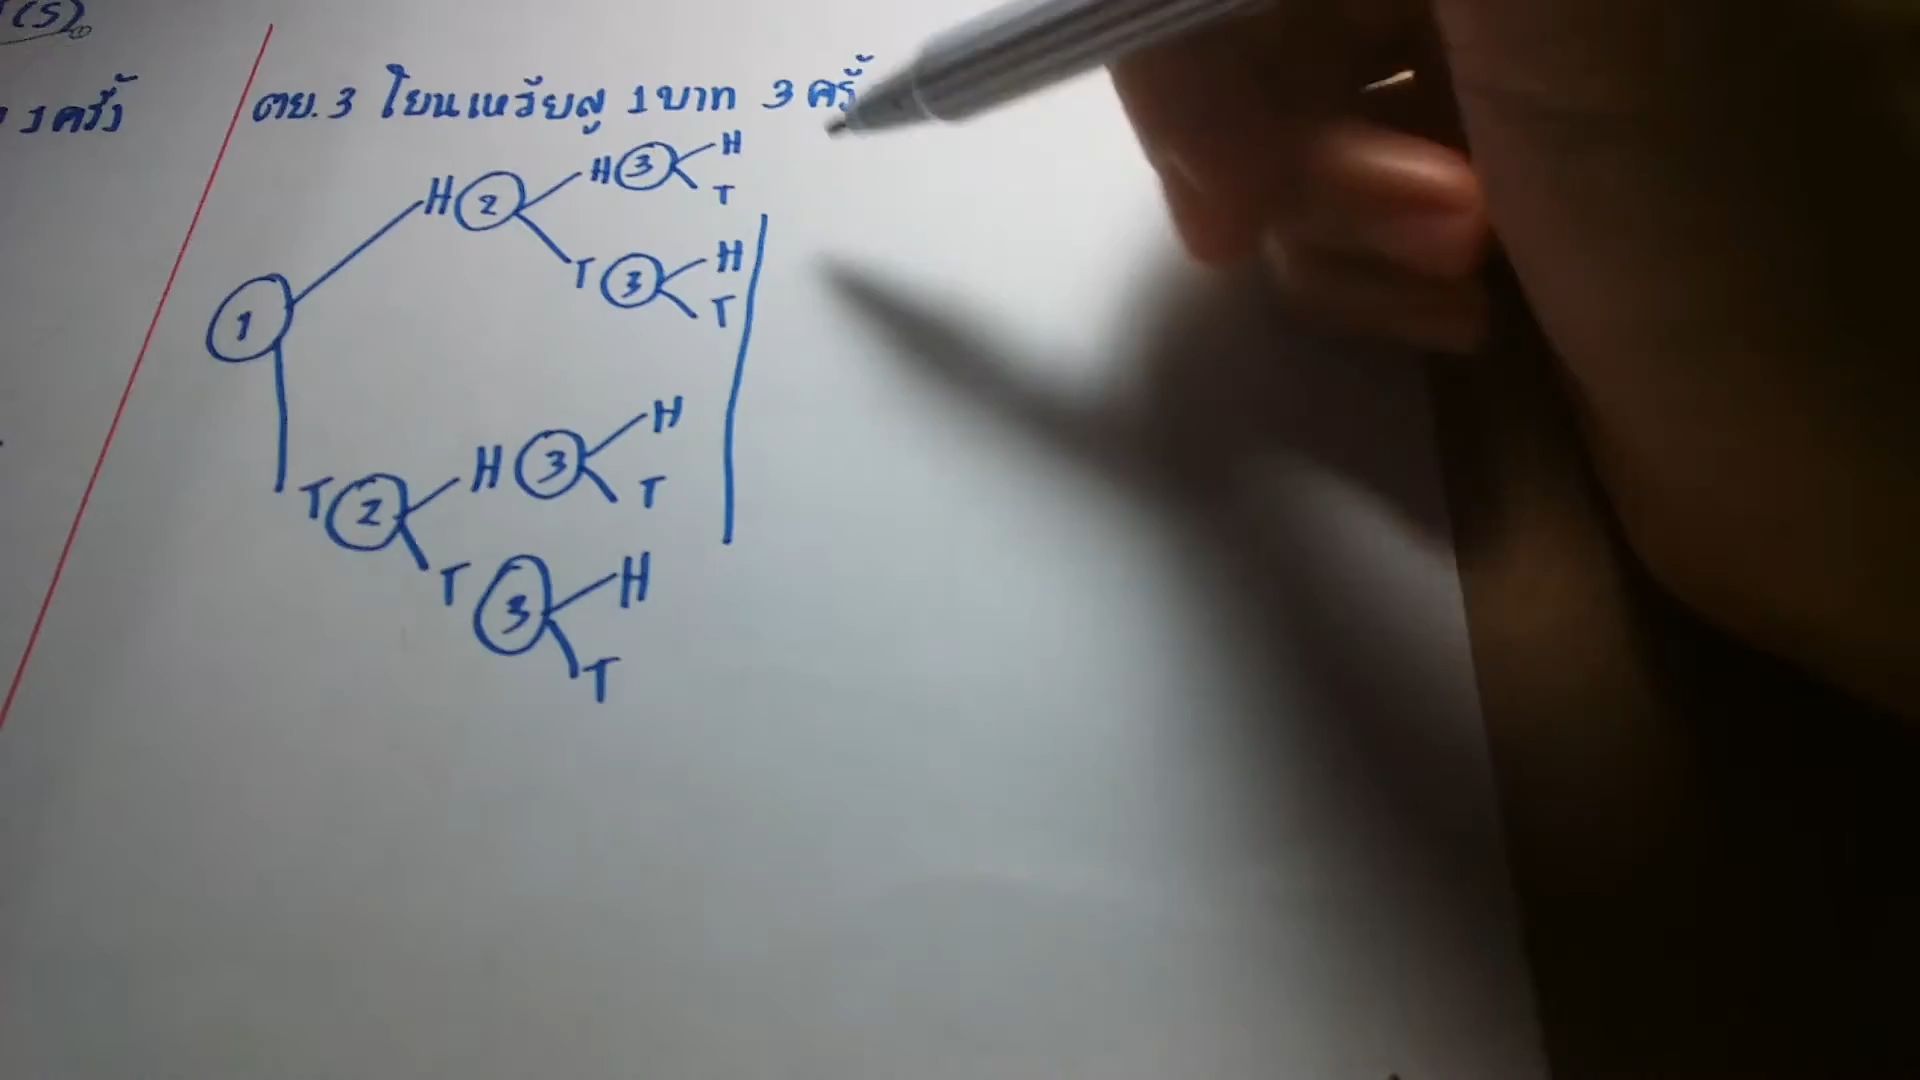 (S)
1ครั้ง
ตย.3 โยนเหรียญ 1บาท 3
H 2 H 3 H
T
T 3 H
T
1
T 2 H 3 H
T
T 3 H
T